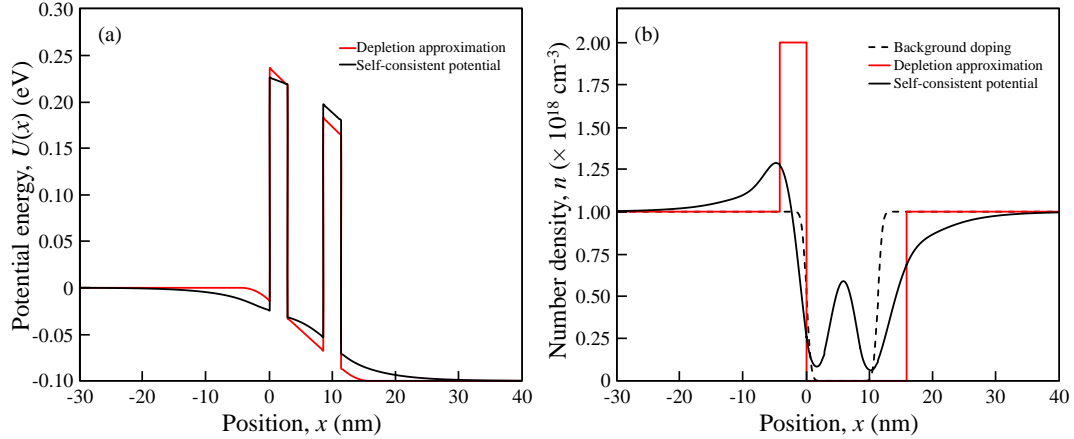 (a)
Depletion approximation
Self-consistent potential
Potential energy, U(x) (eV)
0.30
0.25
0.20
0.15
0.10
0.05
0
-0.05
-0.10
-30 -20 -10 0 10 20 30 40
Position, x (nm)
(b)
Background doping
Depletion approximation
Self-consistent potential
Number density, n (× 10¹⁸ cm⁻³)
2.00
1.75
1.50
1.25
1.00
0.75
0.50
0.25
0
-30 -20 -10 0 10 20 30 40
Position, x (nm)